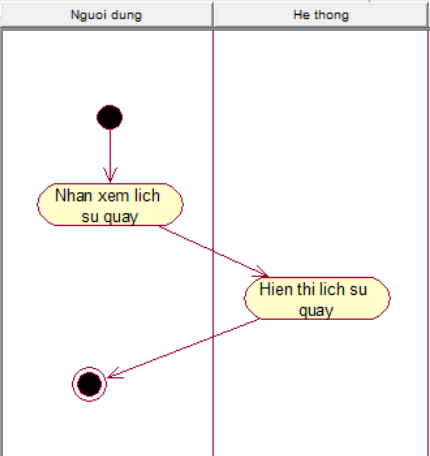 Nguoi dung
He thong
Nhan xem lich
su quay
Hien thi lich su
quay